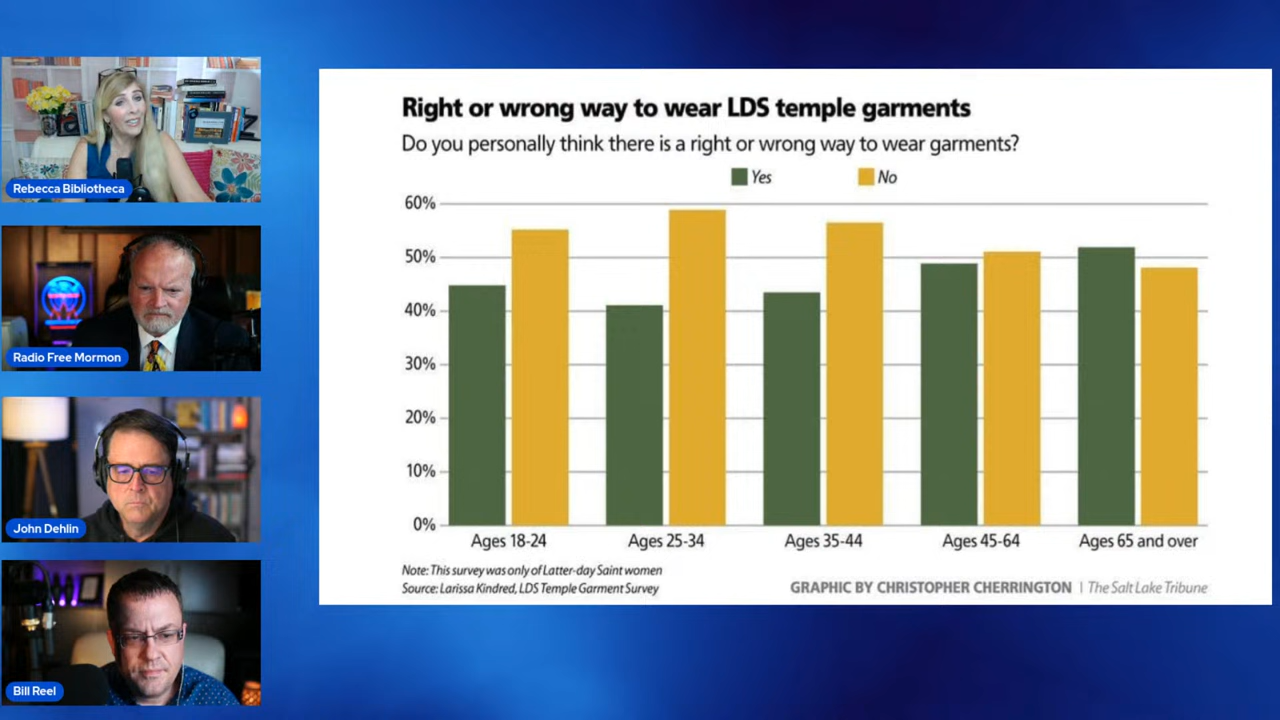 Rebecca Bibliotheca
Radio Free Mormon
John Dehlin
Bill Reel
Right or wrong way to wear LDS temple garments
Do you personally think there is a right or wrong way to wear garments?
Yes No
60%
50%
40%
30%
20%
10%
0%
Ages 18-24 Ages 25-34 Ages 35-44 Ages 45-64 Ages 65 and over
Note: This survey was only of Latter-day Saint women
Source: Larissa Kindred, LDS Temple Garment Survey
GRAPHIC BY CHRISTOPHER CHERRINGTON | The Salt Lake Tribune